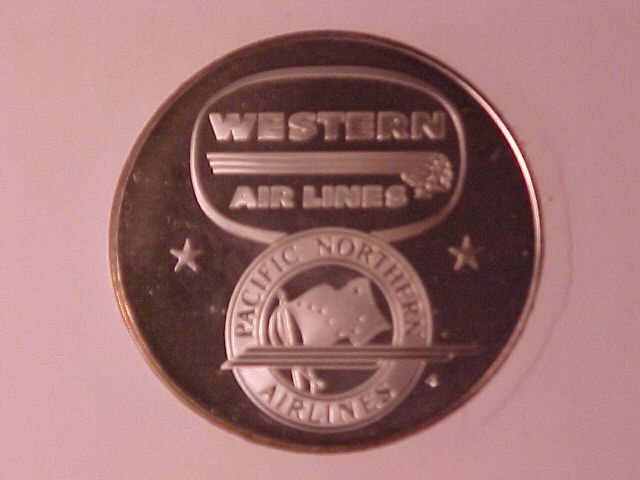 WESTERN
AIR LINES
PACIFIC NORTHERN
AIRLINES